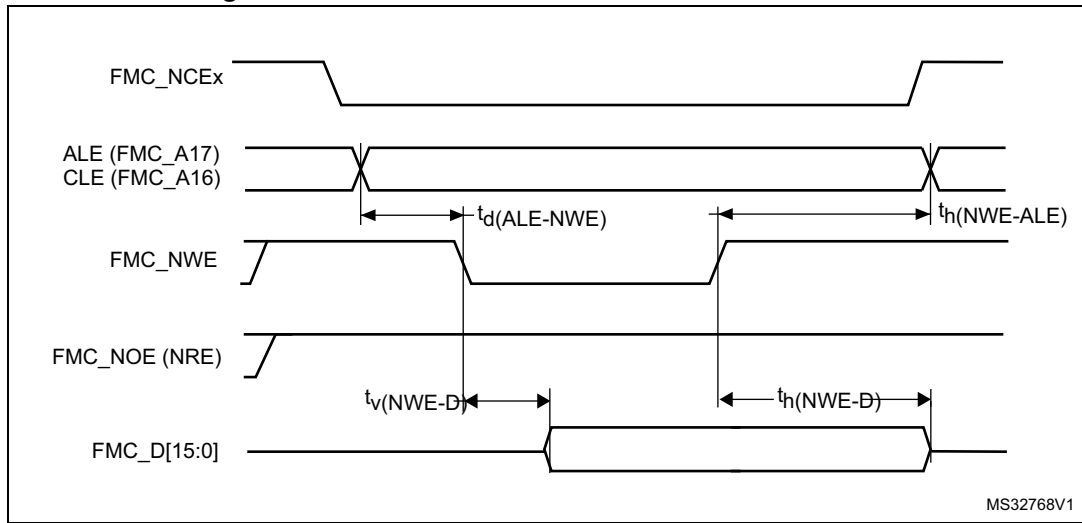 FMC_NCEx
ALE (FMC_A17)
CLE (FMC_A16)
td(ALE-NWE)
th(NWE-ALE)
FMC_NWE
FMC_NOE (NRE)
tv(NWE-D)
th(NWE-D)
FMC_D[15:0]
MS32768V1